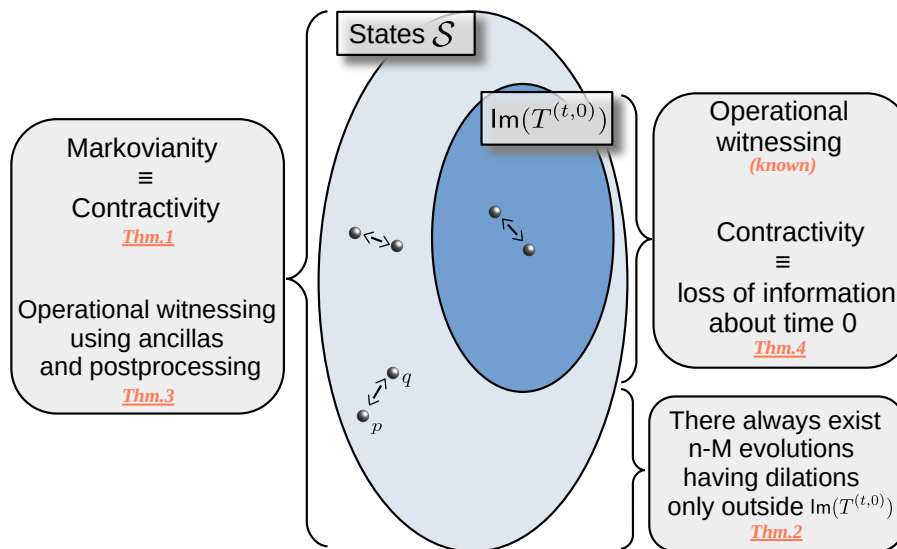 States 𝒮
Im(T^{(t,0)})
Markovianity
≡
Contractivity
Thm.1
Operational witnessing
using ancillas
and postprocessing
Thm.3
q
p
Operational
witnessing
(known)
Contractivity
≡
loss of information
about time 0
Thm.4
There always exist
n-M evolutions
having dilations
only outside Im(T^{(t,0)})
Thm.2